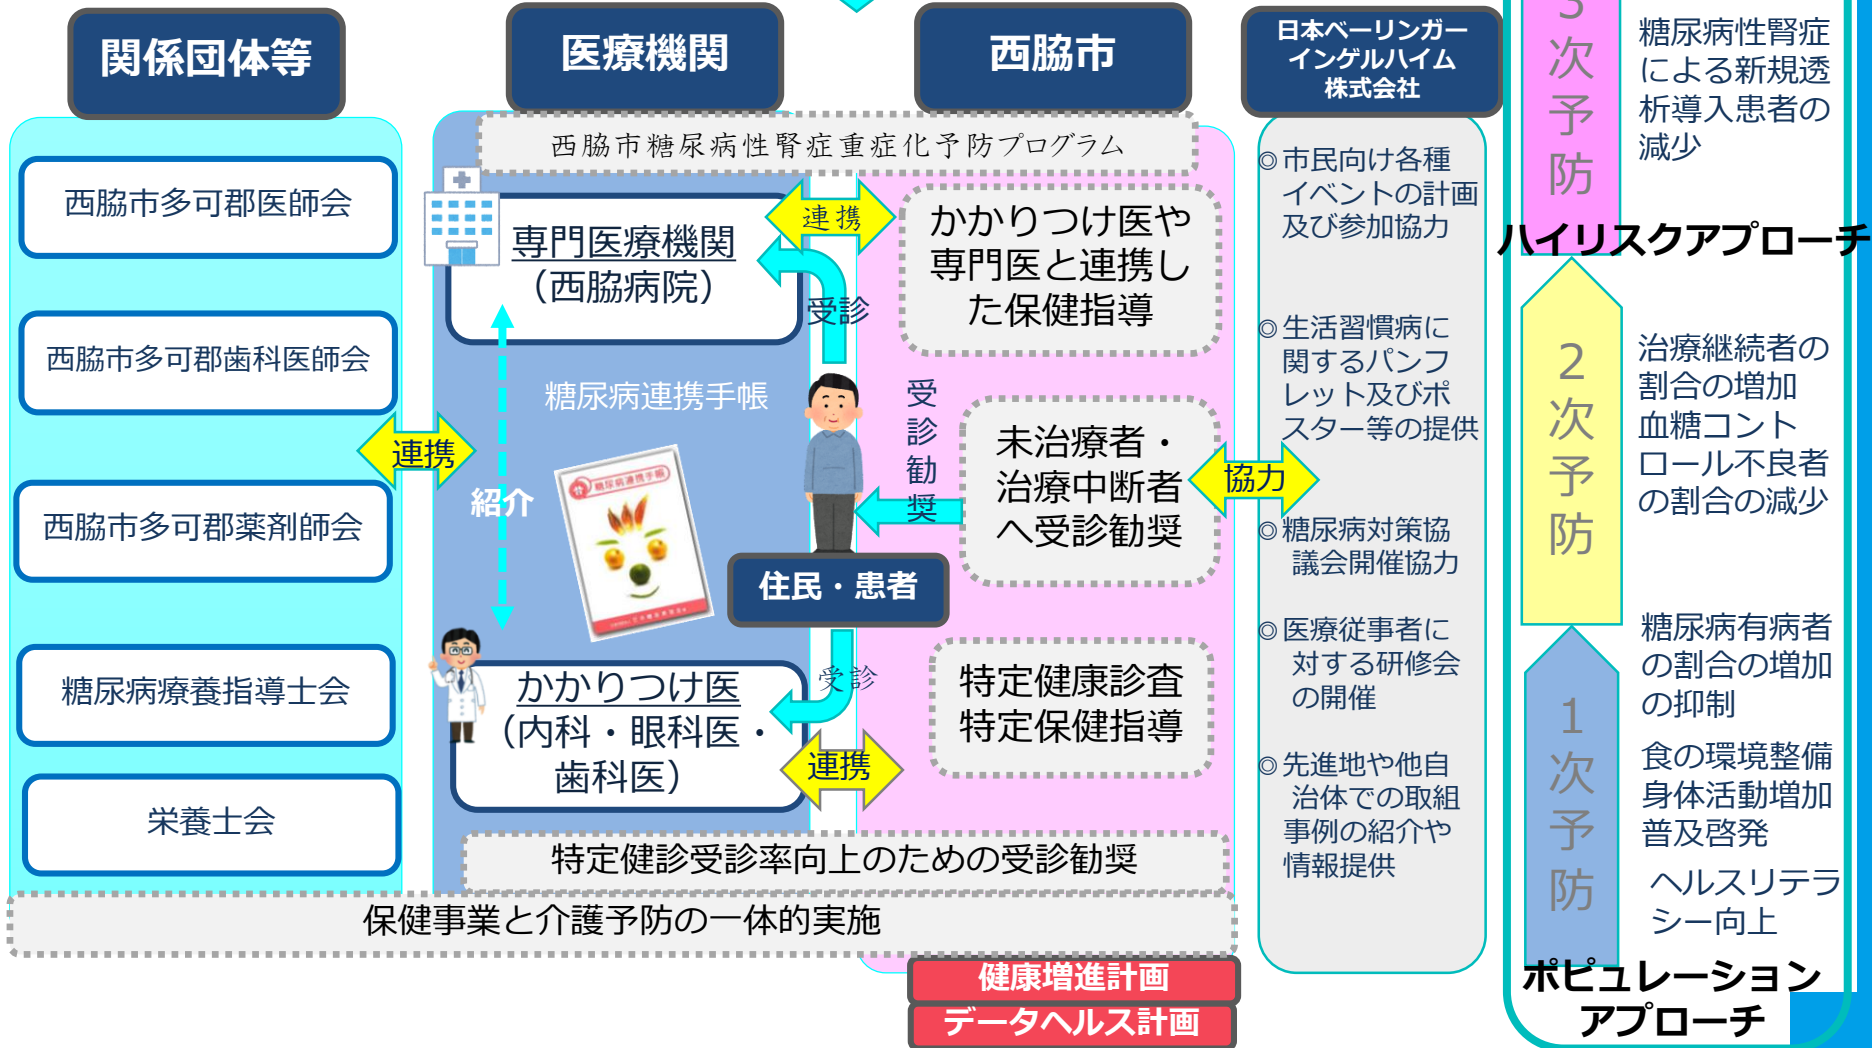 関係団体等
西脇市多可郡医師会
西脇市多可郡歯科医師会
西脇市多可郡薬剤師会
糖尿病療養指導士会
栄養士会
連携
医療機関
西脇市
西脇市糖尿病性腎症重症化予防プログラム
専門医療機関
（西脇病院）
連携
受診
かかりつけ医や
専門医と連携し
た保健指導
糖尿病連携手帳
糖尿病連携手帳
紹介
受診勧奨
未治療者・
治療中断者
へ受診勧奨
協力
住民・患者
受診
かかりつけ医
（内科・眼科医・
歯科医）
連携
特定健康診査
特定保健指導
特定健診受診率向上のための受診勧奨
保健事業と介護予防の一体的実施
健康増進計画
データヘルス計画
日本ベーリンガー
インゲルハイム
株式会社
◎市民向け各種
イベントの計画
及び参加協力
◎生活習慣病に
関するパンフ
レット及びポ
スター等の提供
◎糖尿病対策協
議会開催協力
◎医療従事者に
対する研修会
の開催
◎先進地や他自
治体での取組
事例の紹介や
情報提供
3次予防
糖尿病性腎症
による新規透
析導入患者の
減少
ハイリスクアプローチ
2次予防
治療継続者の
割合の増加
血糖コント
ロール不良者
の割合の減少
1次予防
糖尿病有病者
の割合の増加
の抑制
食の環境整備
身体活動増加
普及啓発
ヘルスリテラ
シー向上
ポピュレーション
アプローチ